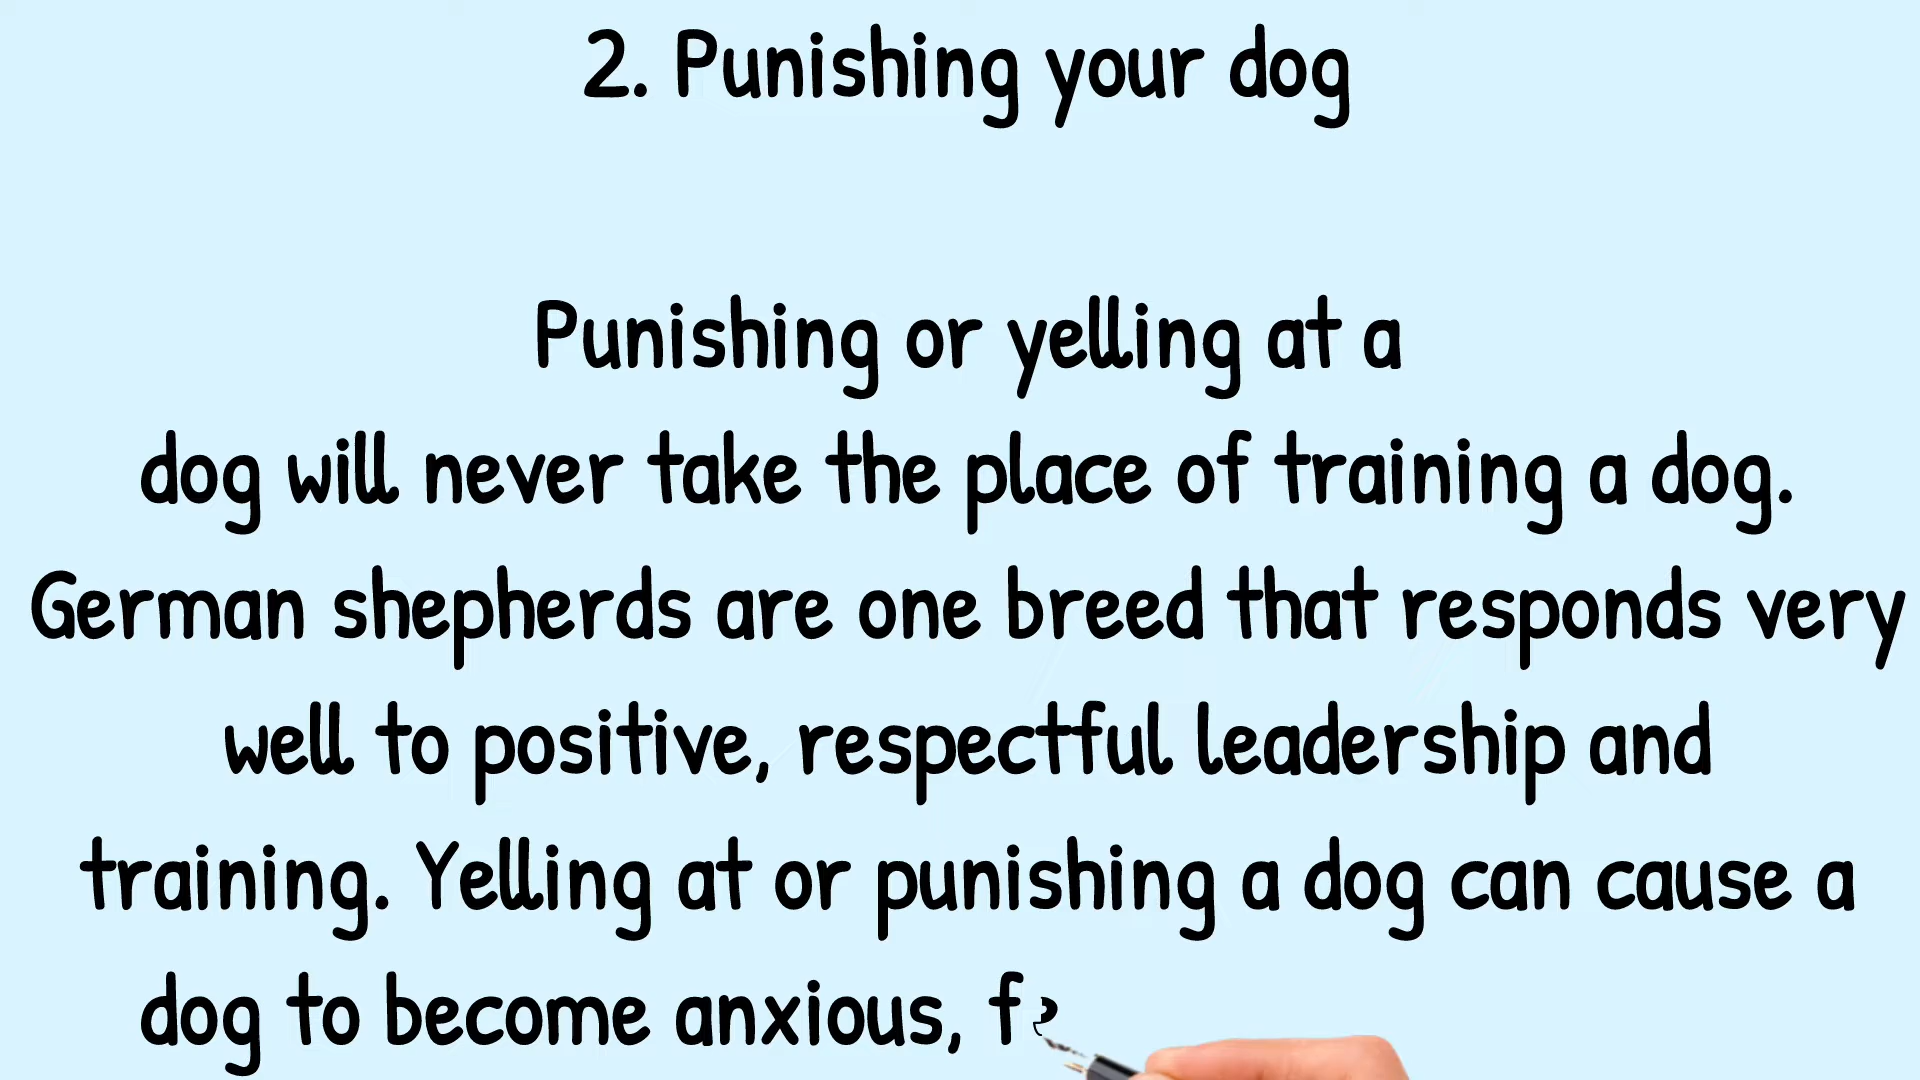 2. Punishing your dog
Punishing or yelling at a
dog will never take the place of training a dog.
German shepherds are one breed that responds very
well to positive, respectful leadership and
training. Yelling at or punishing a dog can cause a
dog to become anxious,